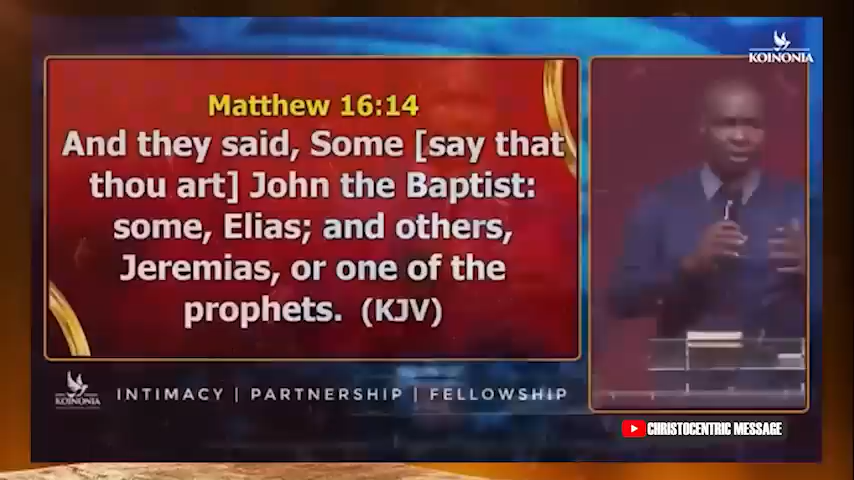 KOINONIA
Matthew 16:14
And they said, Some [say that
thou art] John the Baptist:
some, Elias; and others,
Jeremias, or one of the
prophets. (KJV)
KOINONIA
INTIMACY | PARTNERSHIP | FELLOWSHIP
CHRISTOCENTRIC MESSAGE